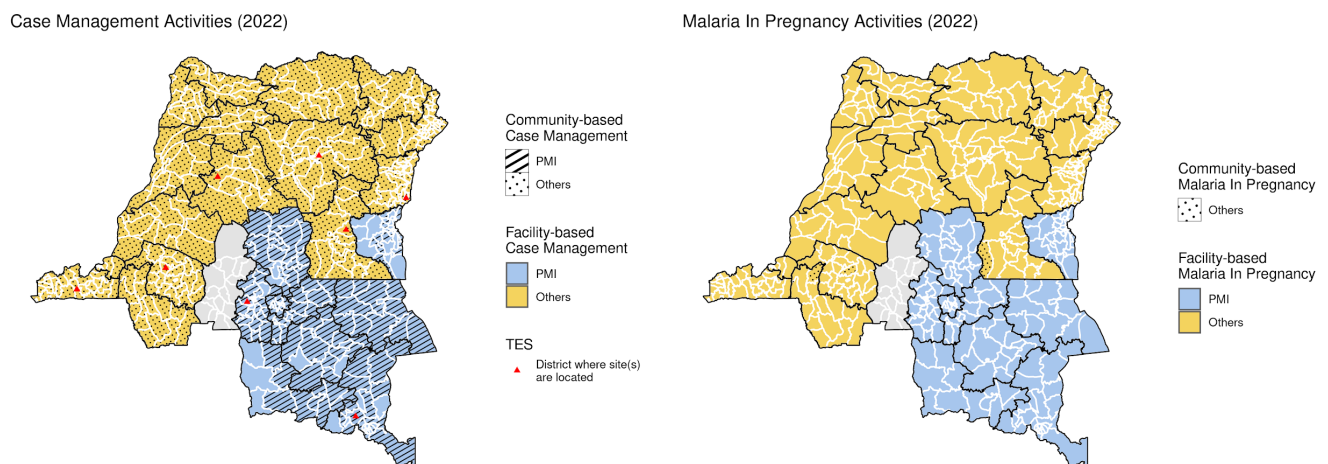 Case Management Activities (2022)
Community-based
Case Management
PMI
Others
Facility-based
Case Management
PMI
Others
TES
District where site(s)
are located
Malaria In Pregnancy Activities (2022)
Community-based
Malaria In Pregnancy
Others
Facility-based
Malaria In Pregnancy
PMI
Others